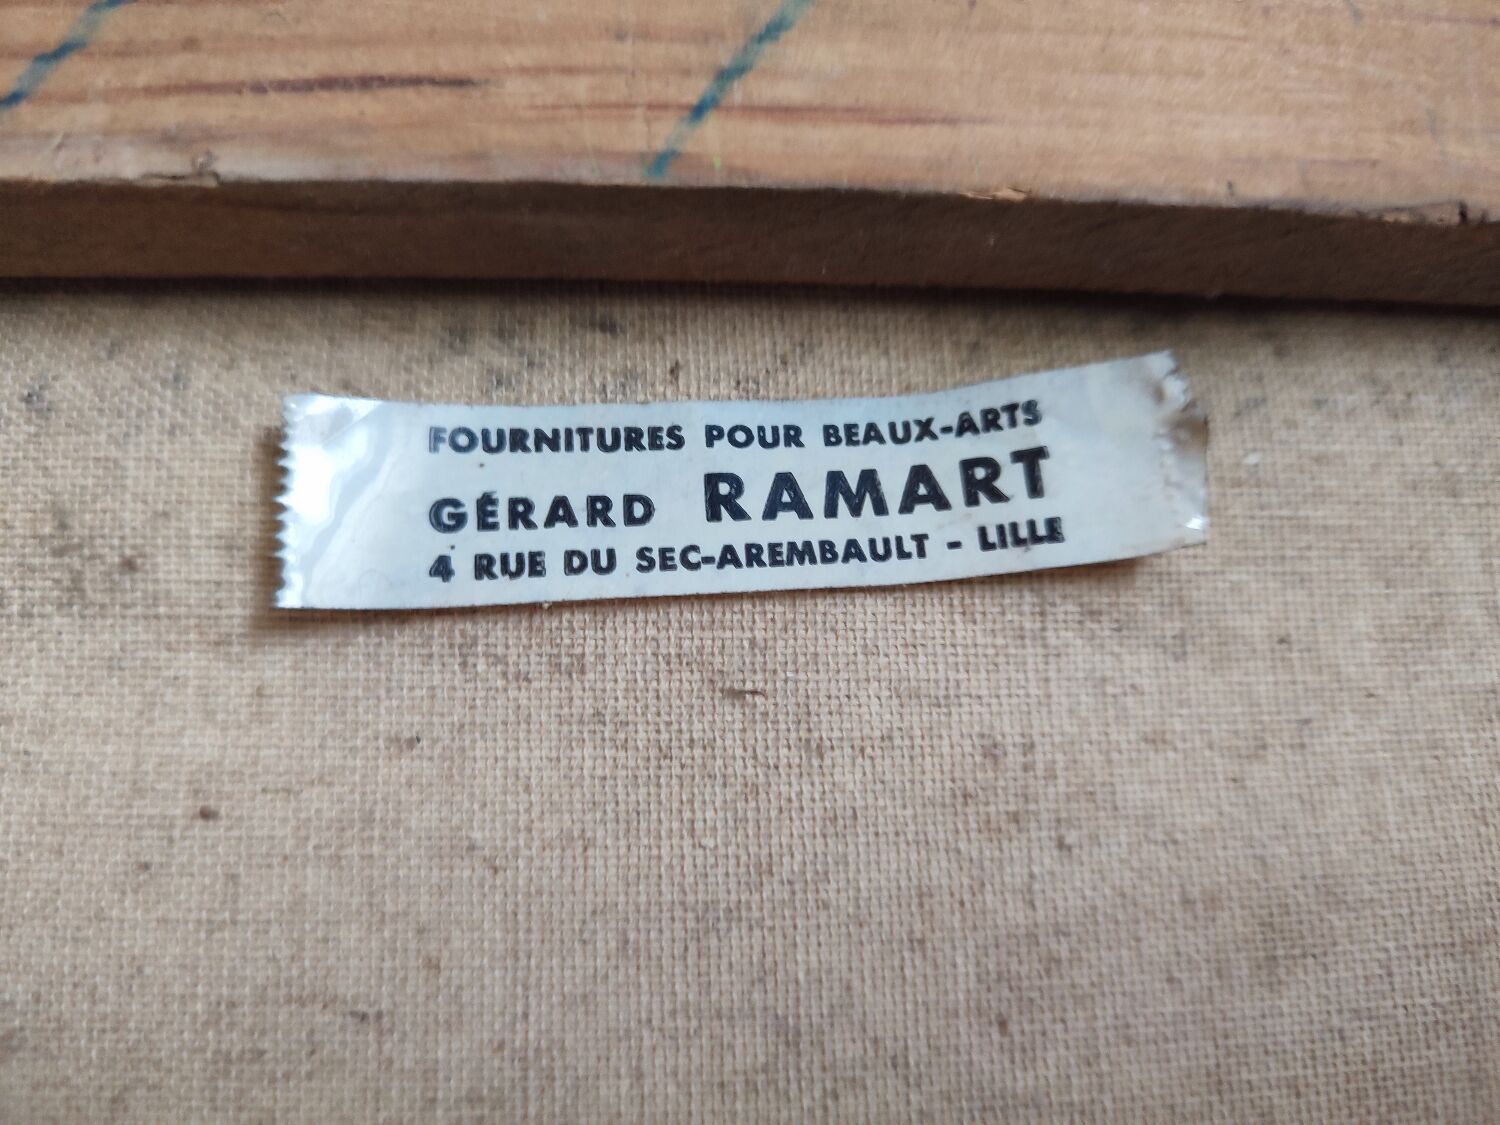 FOURNITURES POUR BEAUX-ARTS
GÉRARD RAMART
4 RUE DU SEC-AREMBAULT - LILLE